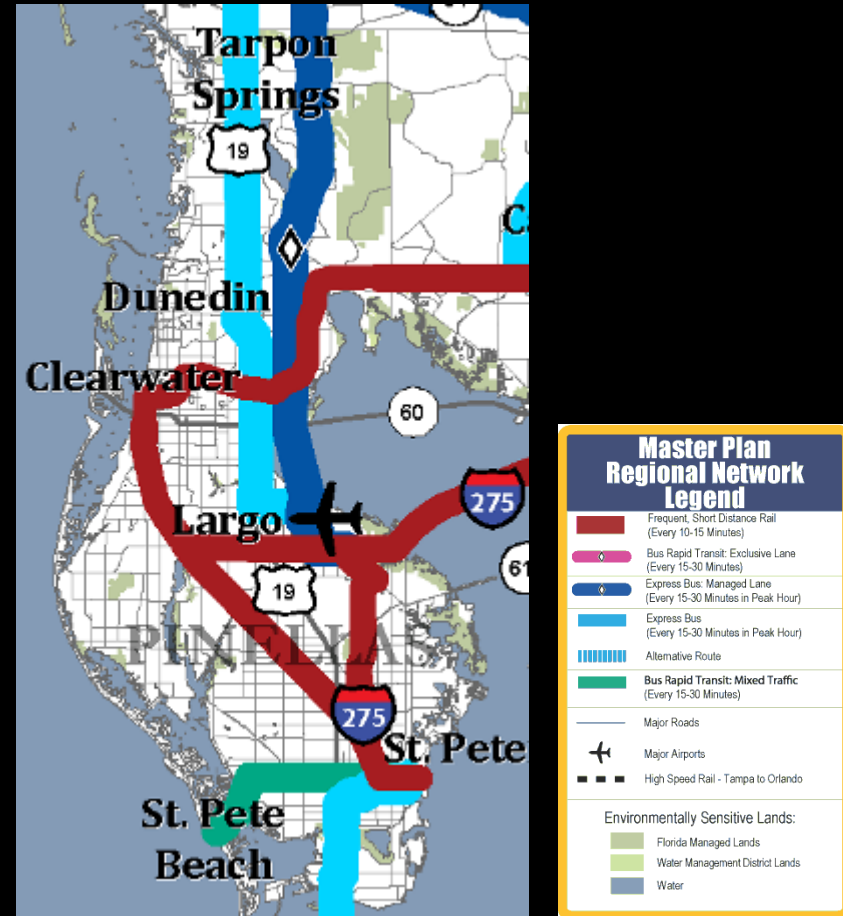 Tarpon
Springs
19
C
Dunedin
Clearwater
60
275
Largo
19
61
PINELLAS
275
St. Pete
St. Pete
Beach
Master Plan
Regional Network
Legend
Frequent, Short Distance Rail
(Every 10-15 Minutes)
Bus Rapid Transit: Exclusive Lane
(Every 15-30 Minutes)
Express Bus: Managed Lane
(Every 15-30 Minutes in Peak Hour)
Express Bus
(Every 15-30 Minutes in Peak Hour)
Alternative Route
Bus Rapid Transit: Mixed Traffic
(Every 15-30 Minutes)
Major Roads
Major Airports
High Speed Rail - Tampa to Orlando
Environmentally Sensitive Lands:
Florida Managed Lands
Water Management District Lands
Water